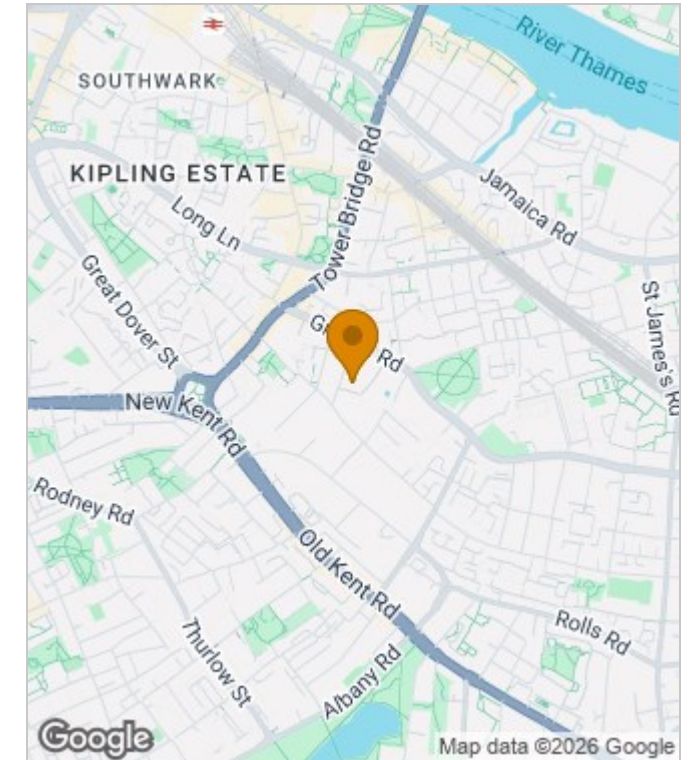 River Thames
SOUTHWARK
Tower Bridge Rd
KIPLING ESTATE
Jamaica Rd
Long Ln
Great Dover St
St James's Rd
Rd
New Kent Rd
Rodney Rd
Old Kent Rd
Rolls Rd
Thurlow St
Albany Rd
Google
Map data ©2026 Google